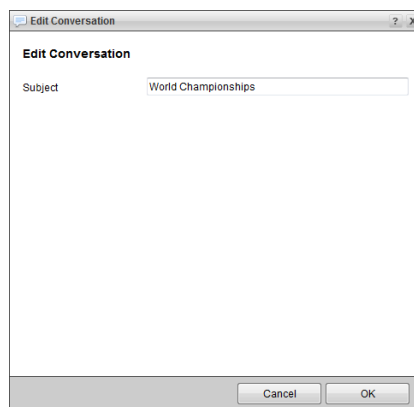 Edit Conversation ? X
Edit Conversation
Subject World Championships
Cancel OK